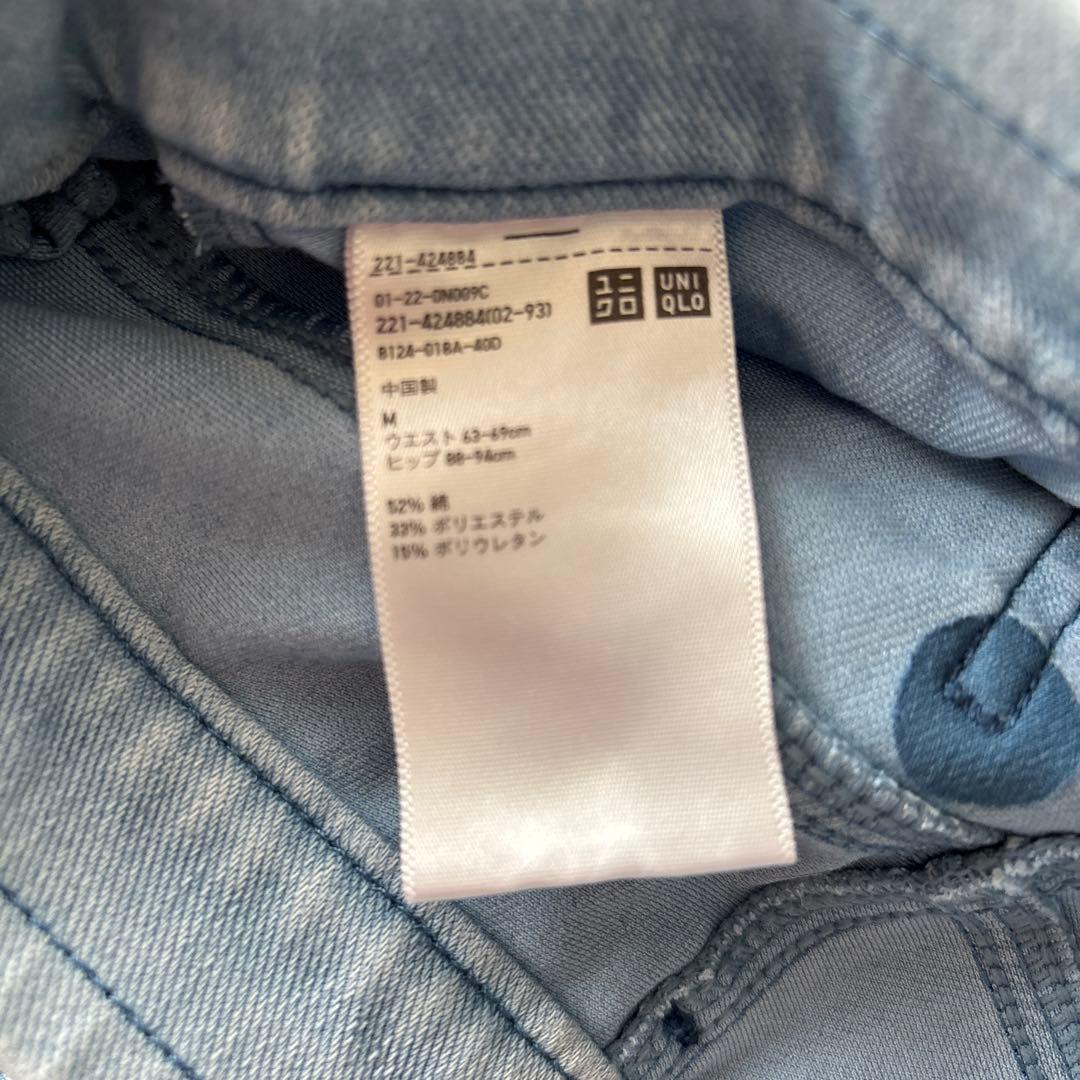 221-424884
01-22-0N009C
221-424884(02-93)
8124-018A-40D
ユニクロ
UNIQLO
中国製
M
ウエスト 63-69cm
ヒップ 88-94cm
52% 綿
33% ポリエステル
15% ポリウレタン